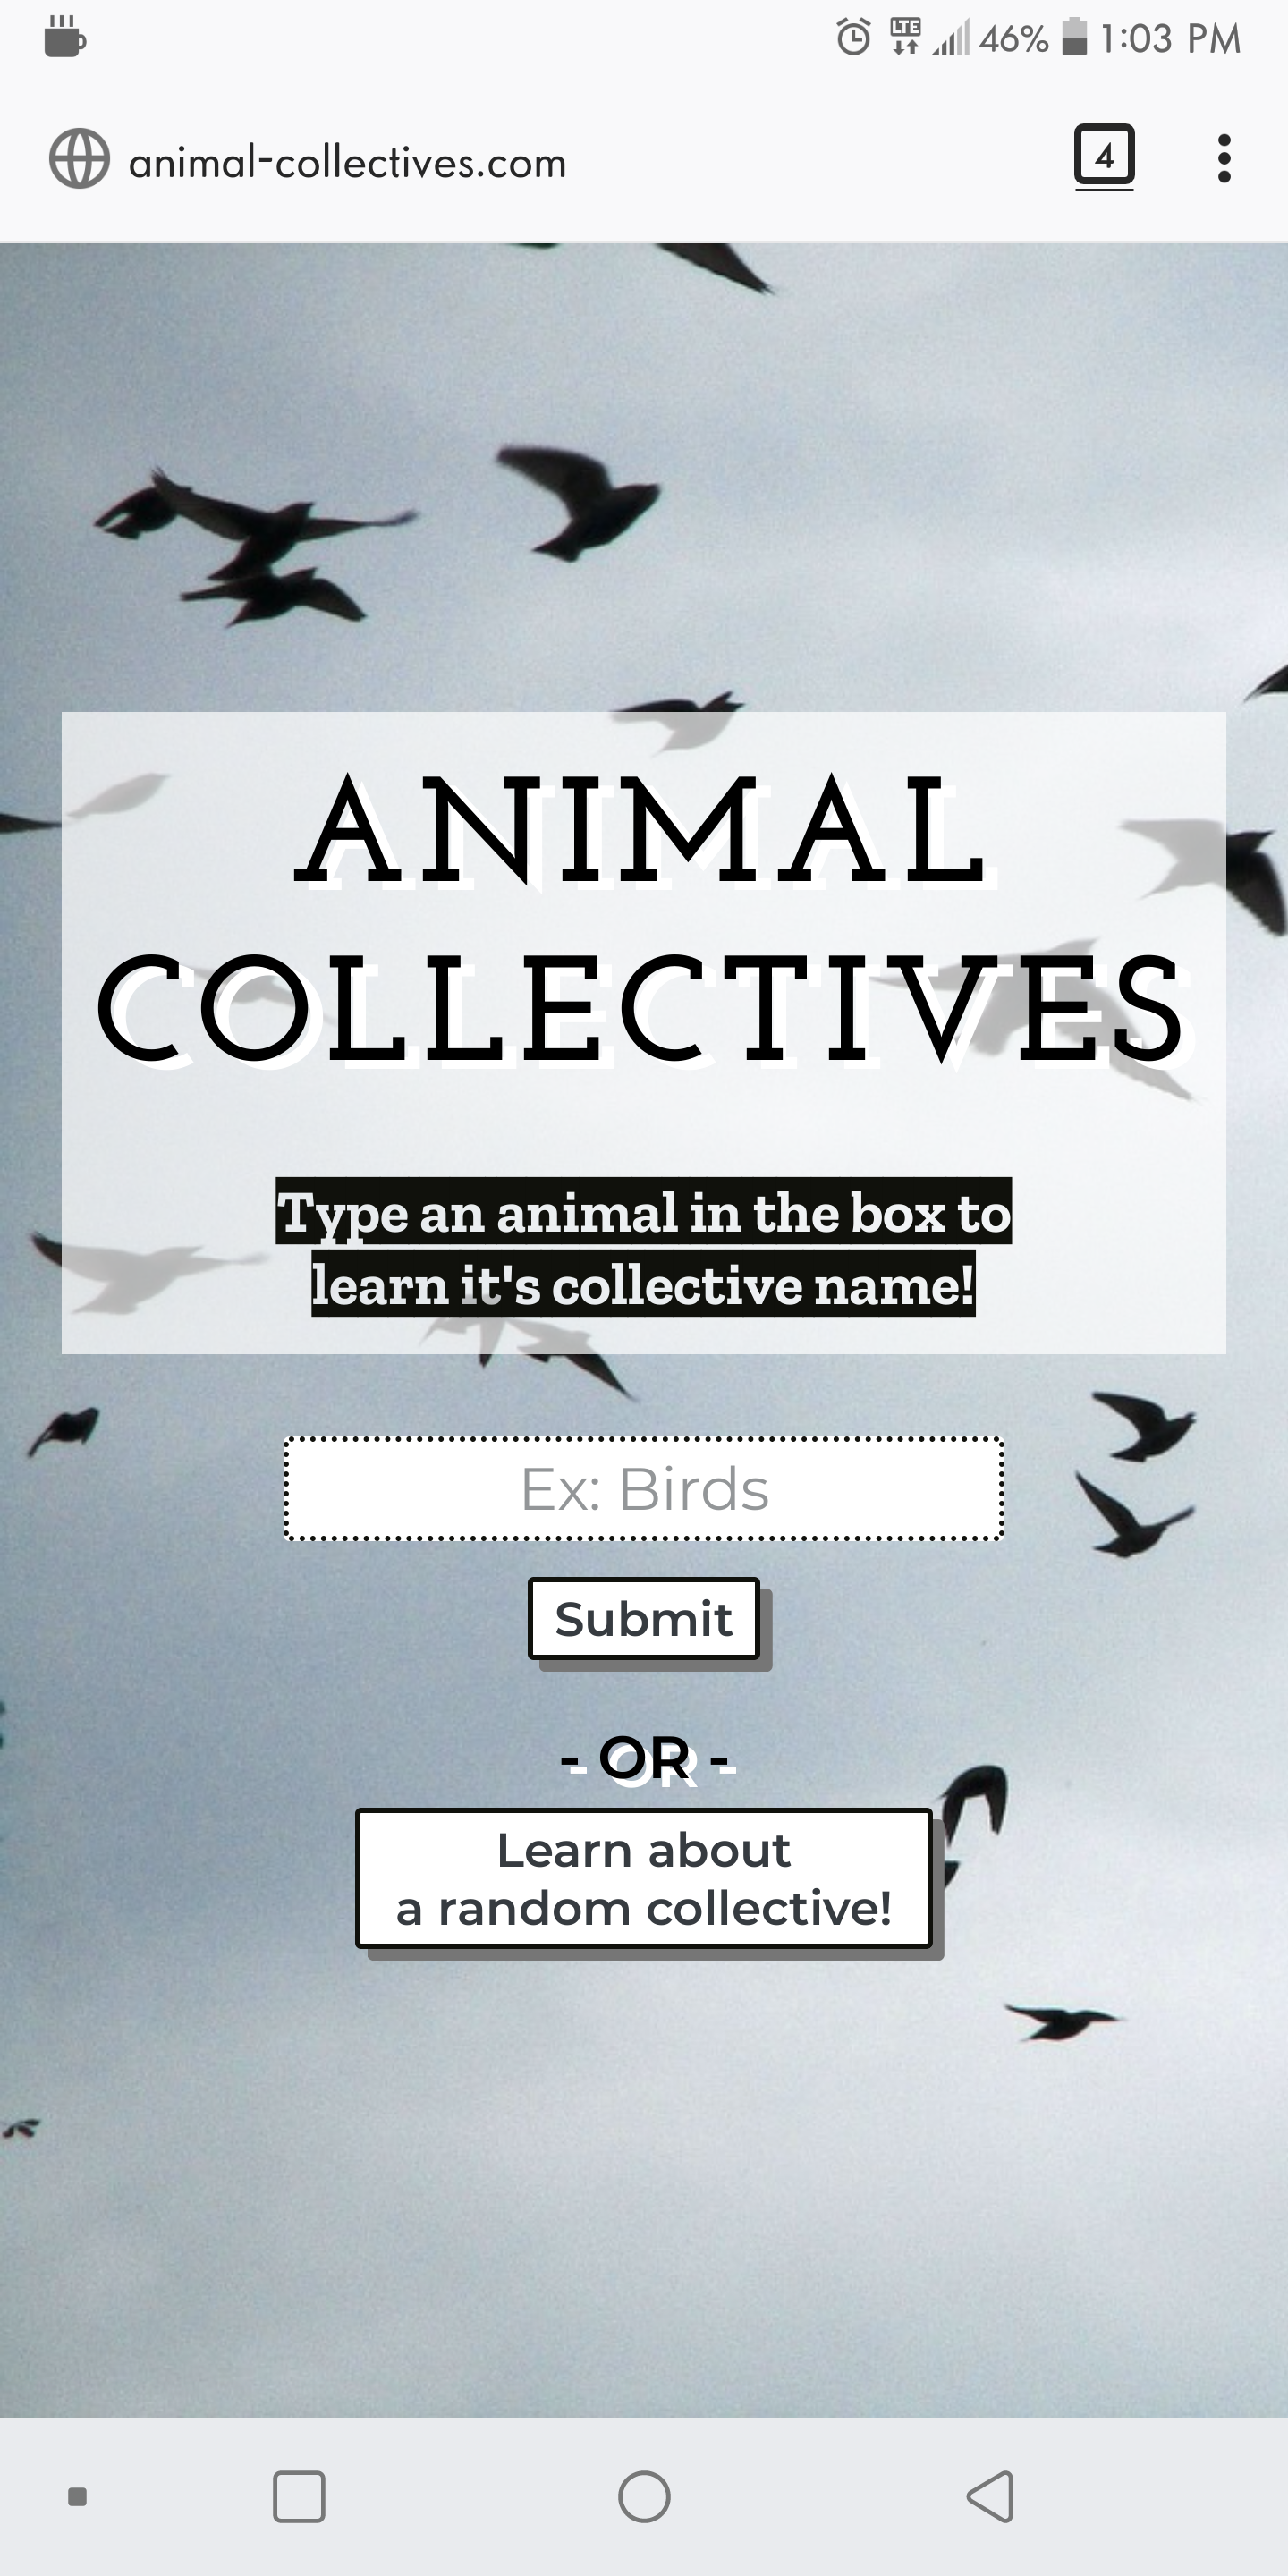 LTE 46% 1:03 PM
animal-collectives.com 4
ANIMAL
COLLECTIVES
Type an animal in the box to
learn it's collective name!
Ex: Birds
Submit
- OR -
Learn about
a random collective!